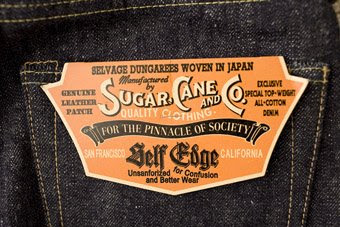 SELVAGE DUNGAREES WOVEN IN JAPAN
Manufactured
by
GENUINE
LEATHER
PATCH
SUGAR CANE AND CO.
QUALITY CLOTHING
EXCLUSIVE
SPECIAL TOP-WEIGHT
ALL-COTTON
DENIM
FOR THE PINNACLE OF SOCIETY
SAN FRANCISCO Self Edge CALIFORNIA
Unsanforized for Confusion
and Better Wear